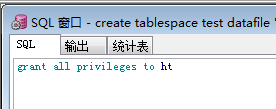 SQL 窗口 - create tablespace test datafile '
SQL 输出 统计表
grant all privileges to ht